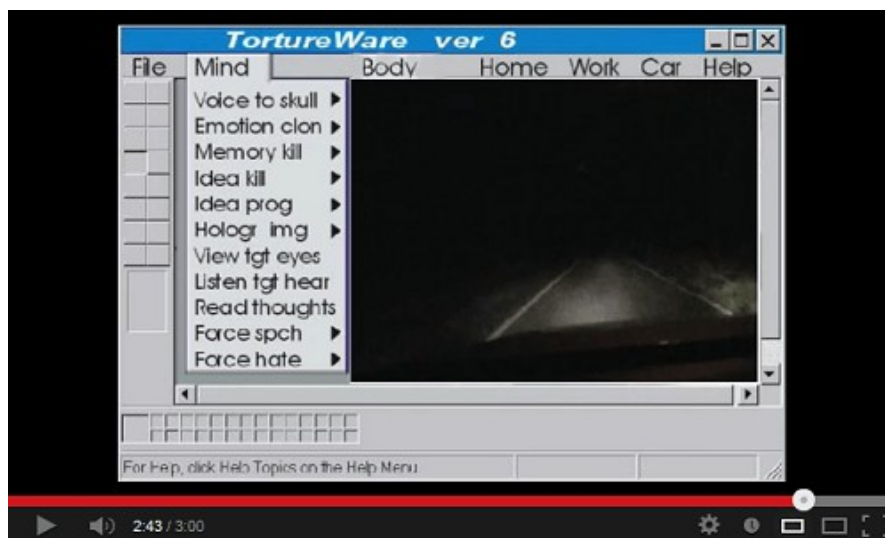 TortureWare ver 6
File Mind Body Home Work Car Help
Voice to skull
Emotion clon
Memory kill
Idea kill
Idea prog
Hologr img
View tgt eyes
Listen tgt hear
Read thoughts
Force spch
Force hate
For Help, click Help Topics on the Help Menu
2:43 / 3:00